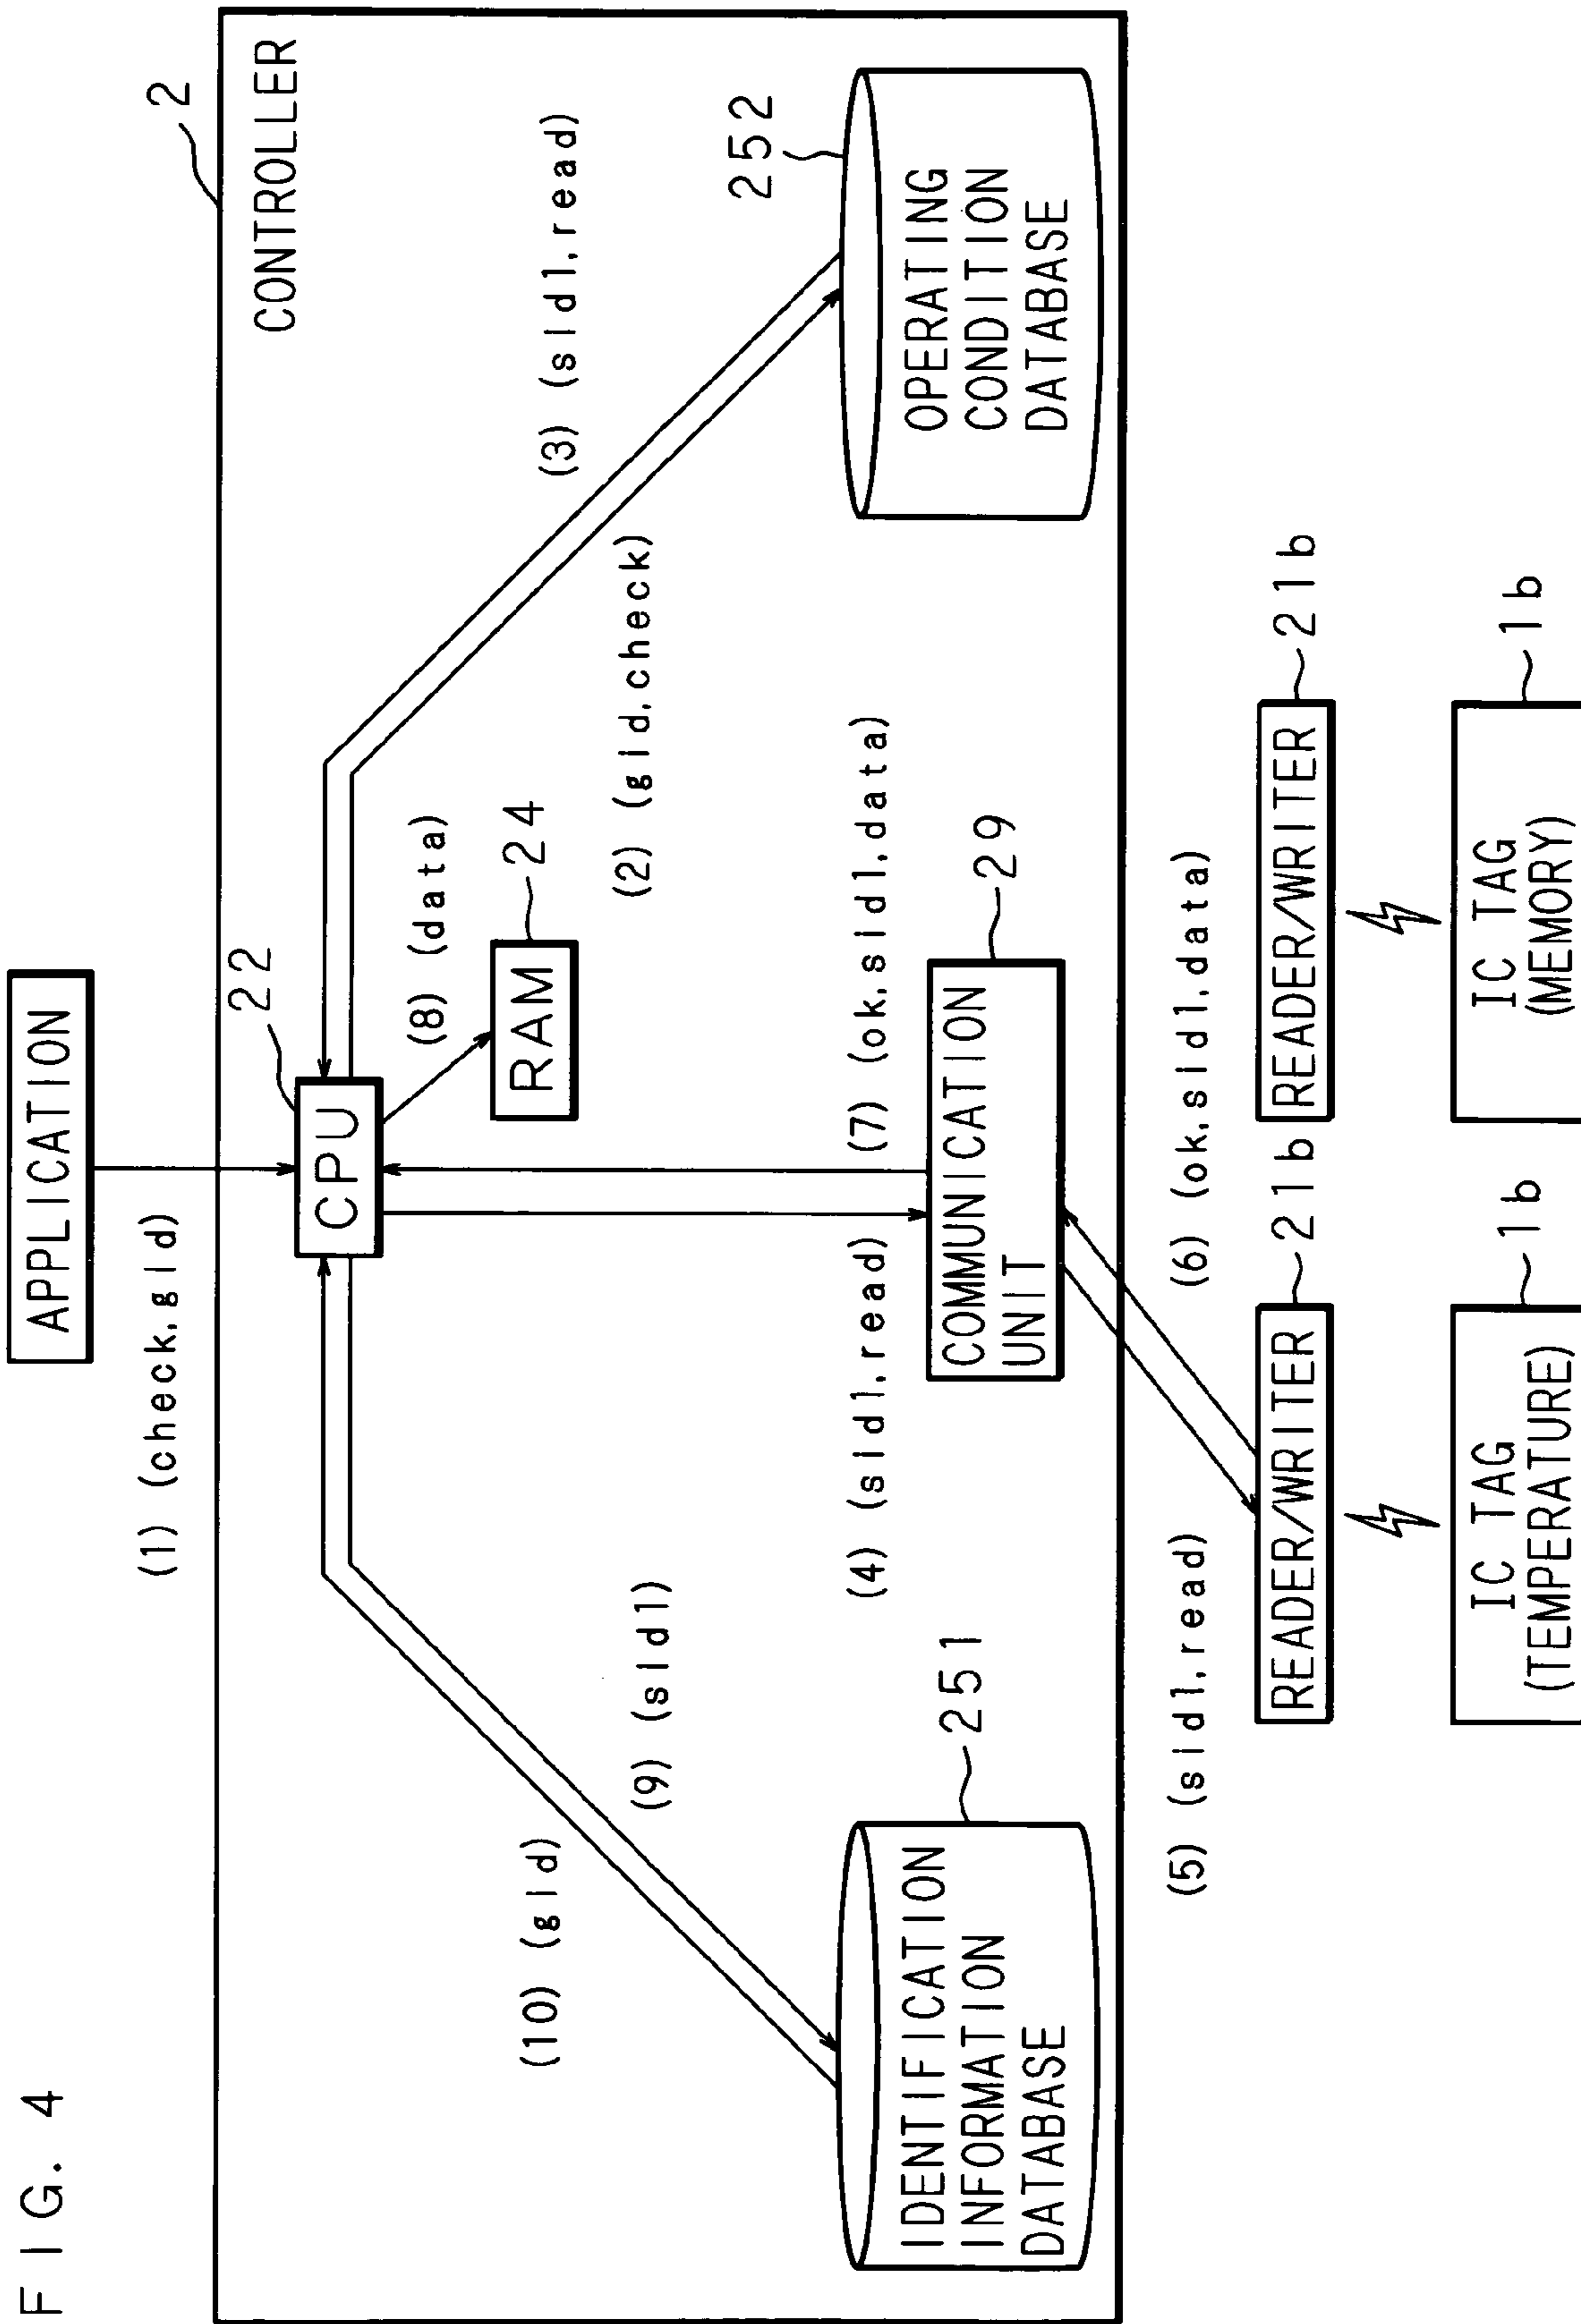 FIG. 4
APPLICATION
(1) (check,gid)
2
CONTROLLER
22
CPU
(8) (data)
24
RAM
(3) (sid1,read)
(2) (gid,check)
(10) (gid)
(9) (sid1)
252
OPERATING
CONDITION
DATABASE
251
IDENTIFICATION
INFORMATION
DATABASE
(4) (sid1,read)
(7) (ok,sid1,data)
29
COMMUNICATION
UNIT
(5) (sid1,read)
(6) (ok,sid1,data)
READER/WRITER
21b
READER/WRITER
21b
IC TAG
(TEMPERATURE)
1b
IC TAG
(MEMORY)
1b